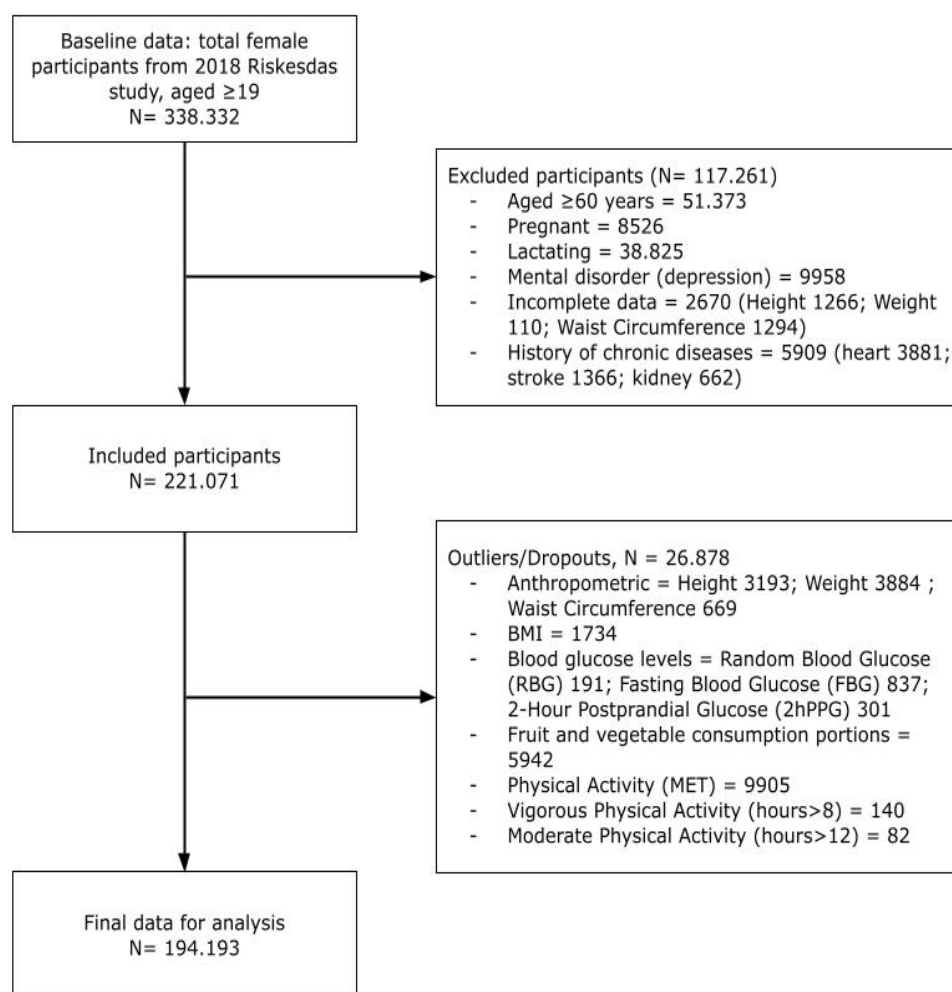 Baseline data: total female
participants from 2018 Riskesdas
study, aged ≥19
N= 338.332
Excluded participants (N= 117.261)
- Aged ≥60 years = 51.373
- Pregnant = 8526
- Lactating = 38.825
- Mental disorder (depression) = 9958
- Incomplete data = 2670 (Height 1266; Weight
110; Waist Circumference 1294)
- History of chronic diseases = 5909 (heart 3881;
stroke 1366; kidney 662)
Included participants
N= 221.071
Outliers/Dropouts, N = 26.878
- Anthropometric = Height 3193; Weight 3884 ;
Waist Circumference 669
- BMI = 1734
- Blood glucose levels = Random Blood Glucose
(RBG) 191; Fasting Blood Glucose (FBG) 837;
2-Hour Postprandial Glucose (2hPPG) 301
- Fruit and vegetable consumption portions =
5942
- Physical Activity (MET) = 9905
- Vigorous Physical Activity (hours>8) = 140
- Moderate Physical Activity (hours>12) = 82
Final data for analysis
N= 194.193